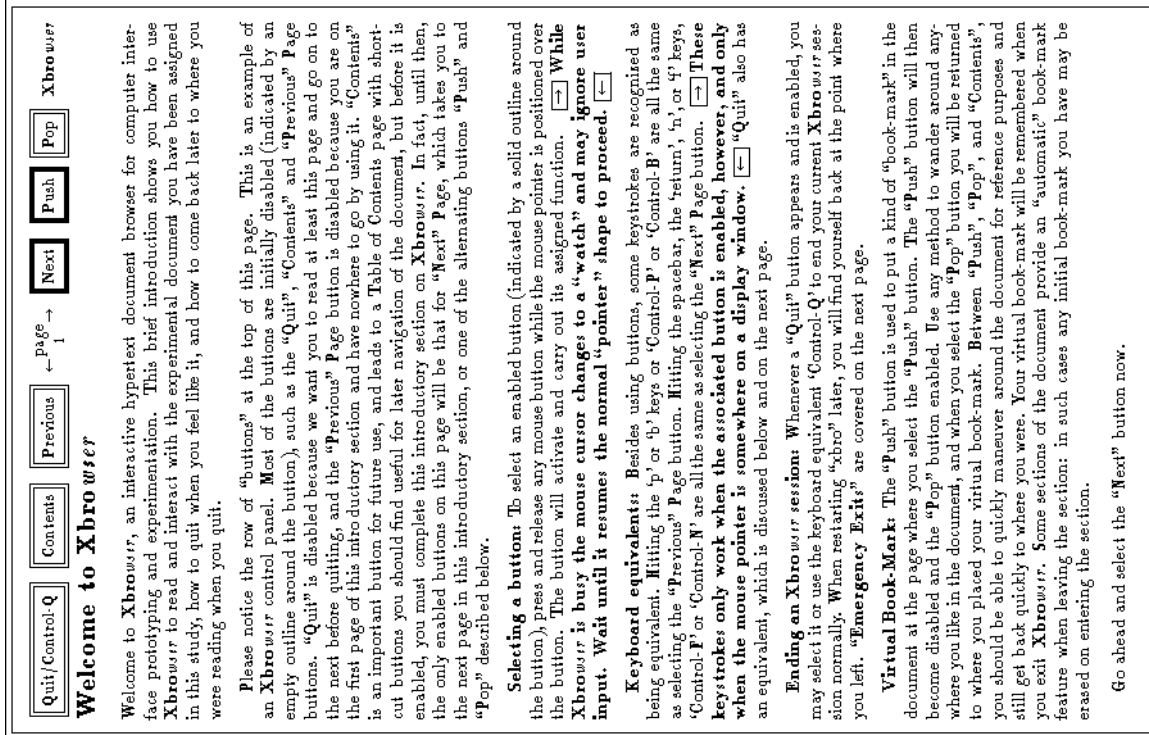 Quit/Control-Q Contents Previous ← page 1 → Next Push Pop Xbrowser
Welcome to Xbrowser
Welcome to Xbrowser, an interactive hypertext document browser for computer inter-
face prototyping and experimentation. This brief introduction shows you how to use
Xbrowser to read and interact with the experimental document you have been assigned
in this study, how to quit when you feel like it, and how to come back later to where you
were reading when you quit.
Please notice the row of "buttons" at the top of this page. This is an example of
an Xbrowser control panel. Most of the buttons are initially disabled (indicated by an
empty outline around the button), such as the "Quit", "Contents" and "Previous" Page
buttons. "Quit" is disabled because we want you to read at least this page and go on to
the next before quitting, and the "Previous" Page button is disabled because you are on
the first page of this introductory section and have nowhere to go by using it. "Contents"
is an important button for future use, and leads to a Table of Contents page with short-
cut buttons you should find useful for later navigation of the document, but before it is
enabled, you must complete this introductory section on Xbrowser. In fact, until then,
the only enabled buttons on this page will be that for "Next" Page, which takes you to
the next page in this introductory section, or one of the alternating buttons "Push" and
"Pop" described below.
Selecting a button: To select an enabled button (indicated by a solid outline around
the button), press and release any mouse button while the mouse pointer is positioned over
the button. The button will activate and carry out its assigned function. → While
Xbrowser is busy the mouse cursor changes to a "watch" and may ignore user
input. Wait until it resumes the normal "pointer" shape to proceed. ←
Keyboard equivalents: Besides using buttons, some keystrokes are recognized as
being equivalent. Hitting the 'p' or 'b' keys or 'Control-P' or 'Control-B' are all the same
as selecting the "Previous" Page button. Hitting the spacebar, the 'return', 'n', or 'f' keys,
'Control-F' or 'Control-N' are all the same as selecting the "Next" Page button. → These
keystrokes only work when the associated button is enabled, however, and only
when the mouse pointer is somewhere on a display window. ← "Quit" also has
an equivalent, which is discussed below and on the next page.
Ending an Xbrowser session: Whenever a "Quit" button appears and is enabled, you
may select it or use the keyboard equivalent 'Control-Q' to end your current Xbrowser ses-
sion normally. When restarting "xbro" later, you will find yourself back at the point where
you left. "Emergency Exits" are covered on the next page.
Virtual Book-Mark: The "Push" button is used to put a kind of "book-mark" in the
document at the page where you select the "Push" button. The "Push" button will then
become disabled and the "Pop" button enabled. Use any method to wander around any-
where you like in the document, and when you select the "Pop" button you will be returned
to where you placed your virtual book-mark. Between "Push", "Pop", and "Contents",
you should be able to quickly maneuver around the document for reference purposes and
still get back quickly to where you were. Your virtual book-mark will be remembered when
you exit Xbrowser. Some sections of the document provide an "automatic" book-mark
feature when leaving the section: in such cases any initial book-mark you have may be
erased on entering the section.
Go ahead and select the "Next" button now.